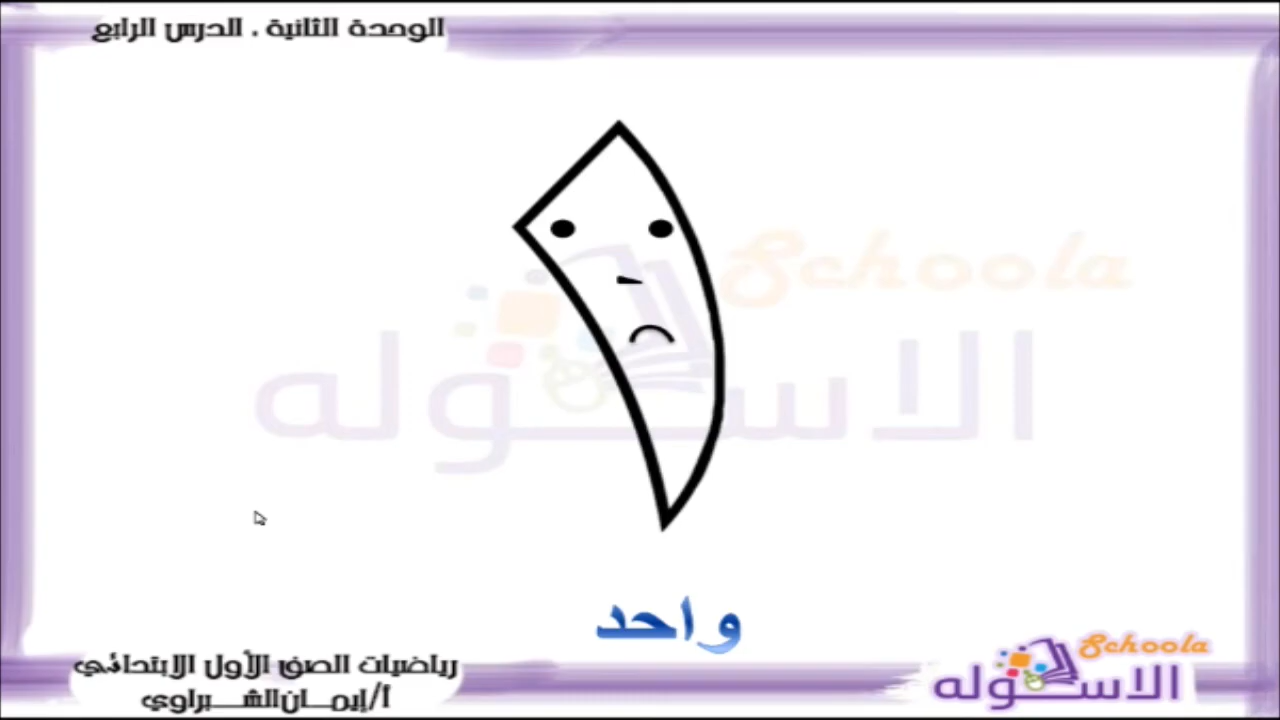 الوحدة الثانية . الدرس الرابع
Schoola
الاسكوله
واحد
رياضيات الصف الأول الابتدائي
أ/إيمان الشبراوي
Schoola
الاسكوله